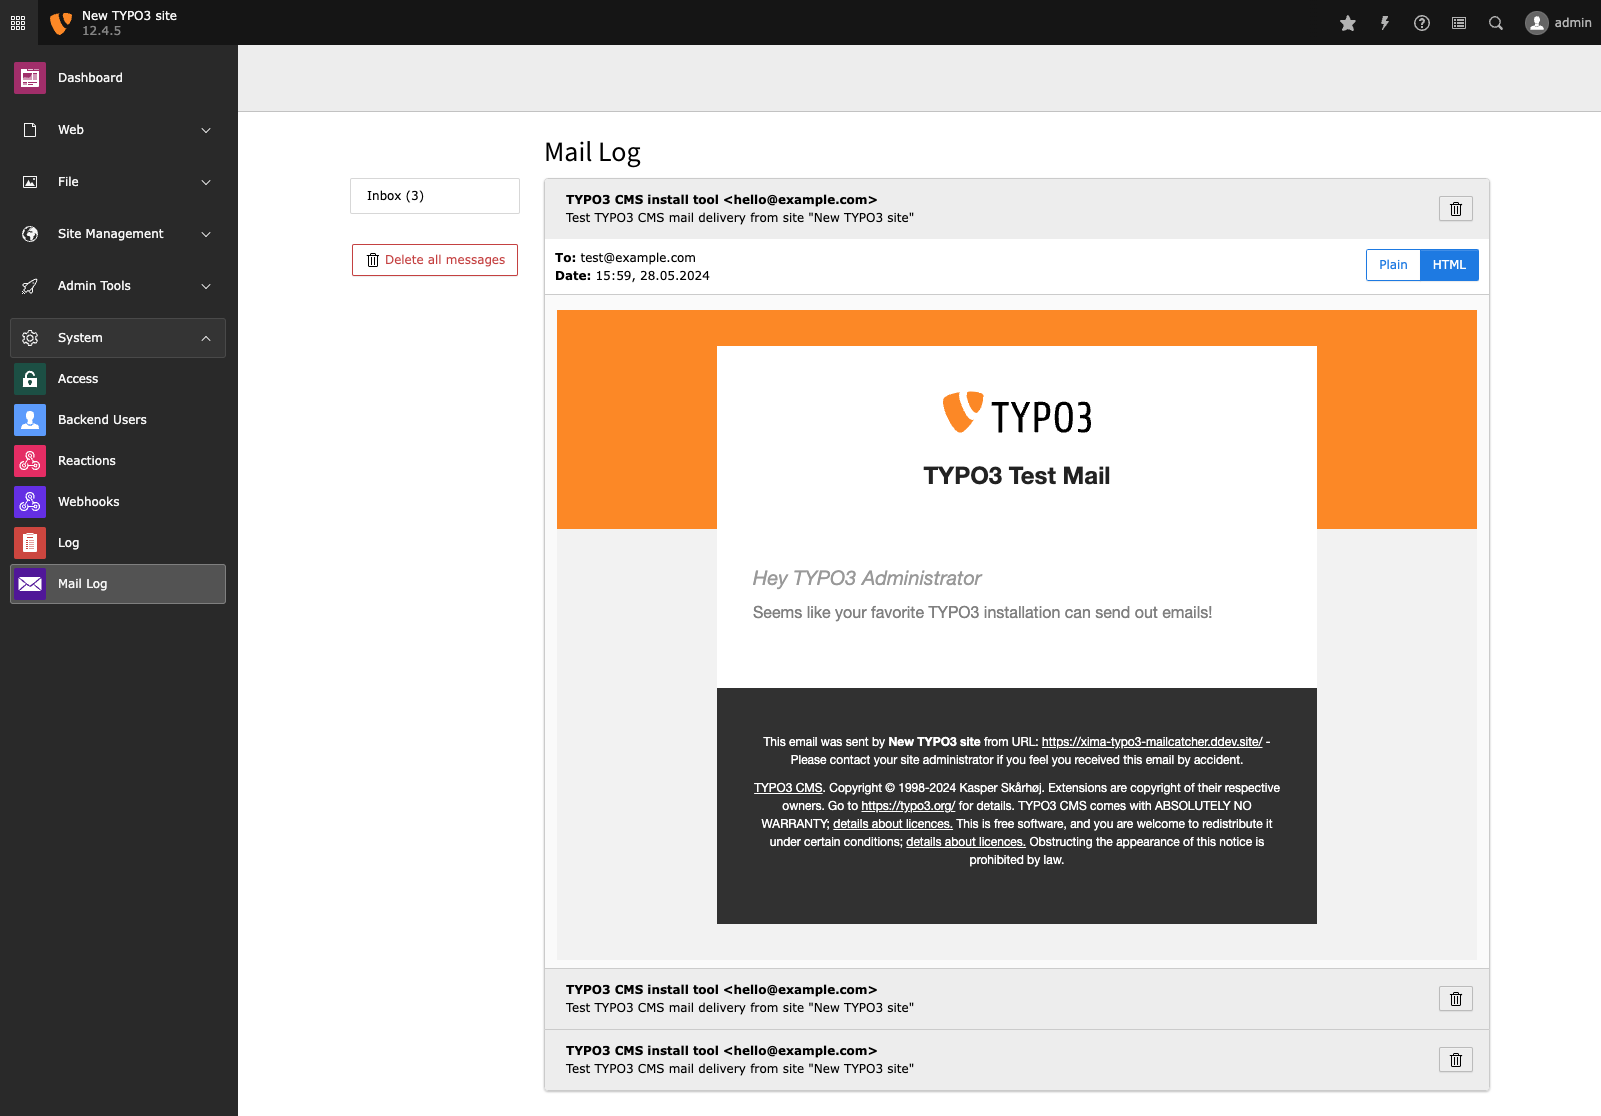 New TYPO3 site
12.4.5
admin
Dashboard
Web
File
Site Management
Admin Tools
System
Access
Backend Users
Reactions
Webhooks
Log
Mail Log
Mail Log
Inbox (3)
Delete all messages
TYPO3 CMS install tool <hello@example.com>
Test TYPO3 CMS mail delivery from site "New TYPO3 site"
To: test@example.com
Date: 15:59, 28.05.2024
Plain HTML
TYPO3
TYPO3 Test Mail
Hey TYPO3 Administrator
Seems like your favorite TYPO3 installation can send out emails!
This email was sent by New TYPO3 site from URL: https://xima-typo3-mailcatcher.ddev.site/ -
Please contact your site administrator if you feel you received this email by accident.
TYPO3 CMS. Copyright © 1998-2024 Kasper Skårhøj. Extensions are copyright of their respective
owners. Go to https://typo3.org/ for details. TYPO3 CMS comes with ABSOLUTELY NO
WARRANTY; details about licences. This is free software, and you are welcome to redistribute it
under certain conditions; details about licences. Obstructing the appearance of this notice is
prohibited by law.
TYPO3 CMS install tool <hello@example.com>
Test TYPO3 CMS mail delivery from site "New TYPO3 site"
TYPO3 CMS install tool <hello@example.com>
Test TYPO3 CMS mail delivery from site "New TYPO3 site"